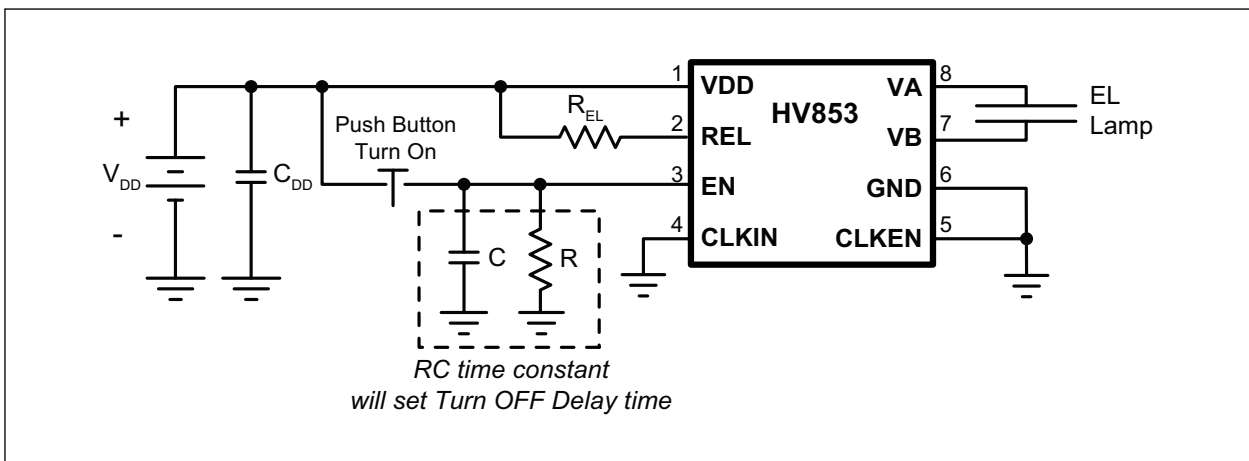 +
V_DD
-
C_DD
Push Button
Turn On
R_EL
1
2
3
4
VDD
REL
EN
CLKIN
HV853
VA
VB
GND
CLKEN
8
7
6
5
EL
Lamp
C
R
RC time constant
will set Turn OFF Delay time